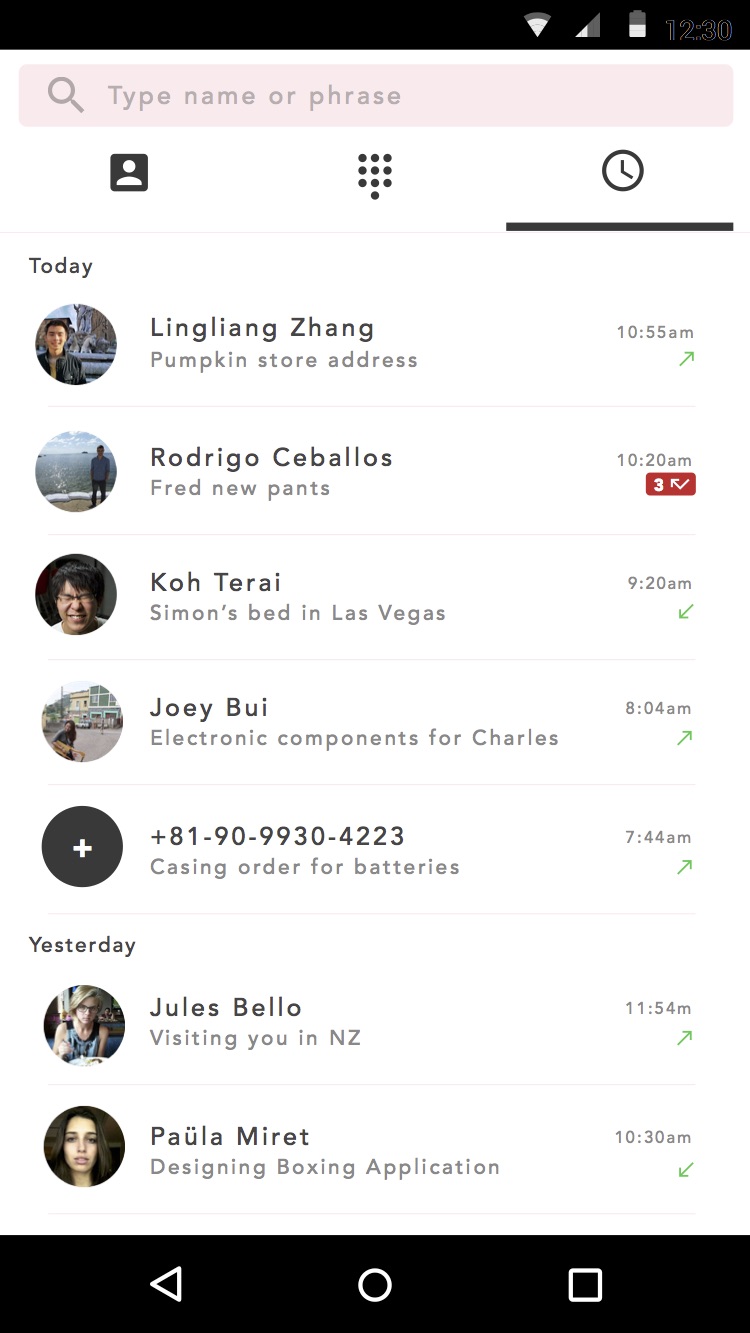 12:30
Type name or phrase
Today
Lingliang Zhang
10:55am
Pumpkin store address
Rodrigo Ceballos
10:20am
Fred new pants
3
Koh Terai
9:20am
Simon’s bed in Las Vegas
Joey Bui
8:04am
Electronic components for Charles
+81-90-9930-4223
7:44am
Casing order for batteries
Yesterday
Jules Bello
11:54m
Visiting you in NZ
Paüla Miret
10:30am
Designing Boxing Application